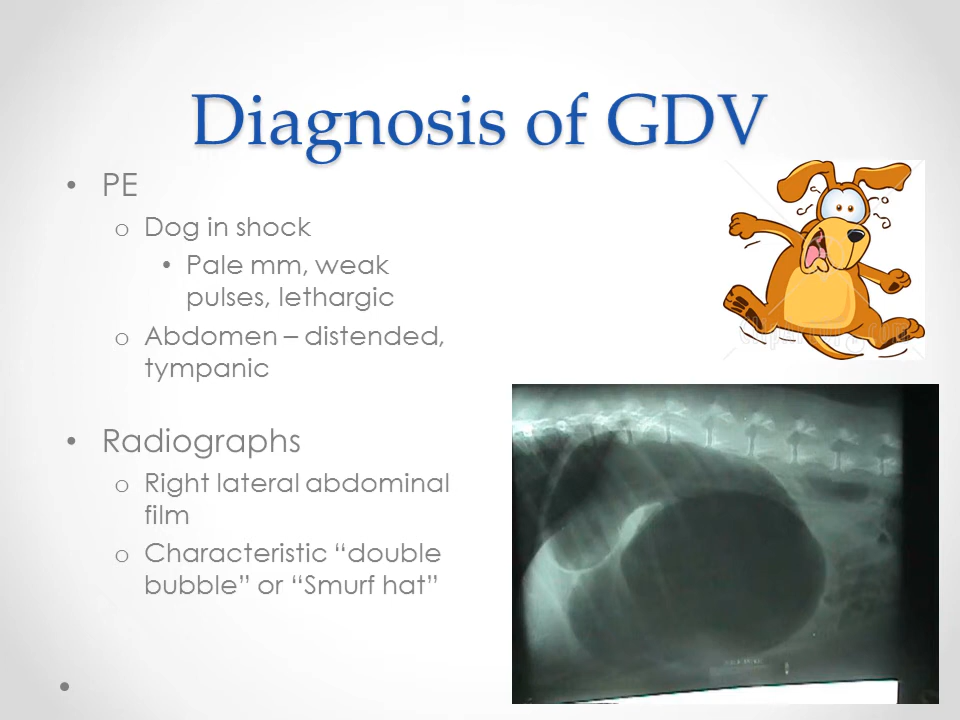 Diagnosis of GDV
• PE
o Dog in shock
• Pale mm, weak
pulses, lethargic
o Abdomen – distended,
tympanic
• Radiographs
o Right lateral abdominal
film
o Characteristic “double
bubble” or “Smurf hat”
•